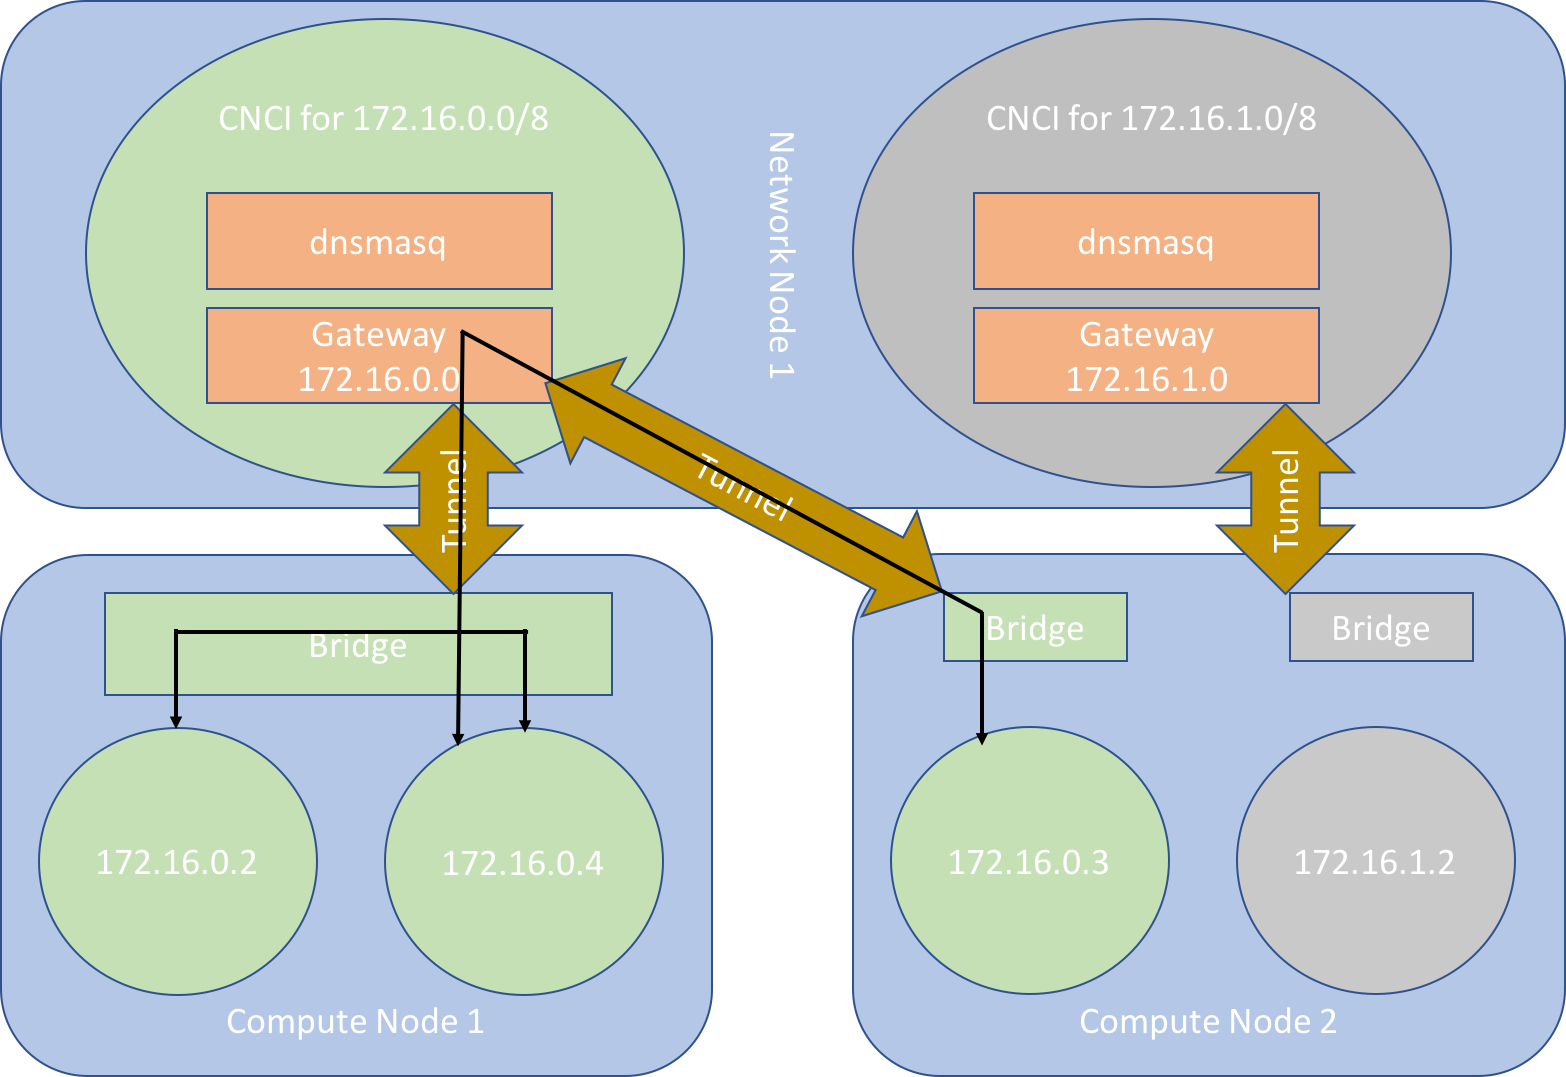 CNCI for 172.16.0.0/8
dnsmasq
Gateway
172.16.0.0
Network Node 1
CNCI for 172.16.1.0/8
dnsmasq
Gateway
172.16.1.0
Tunnel
Tunnel
Tunnel
Bridge
172.16.0.2
172.16.0.4
Compute Node 1
Bridge
Bridge
172.16.0.3
172.16.1.2
Compute Node 2